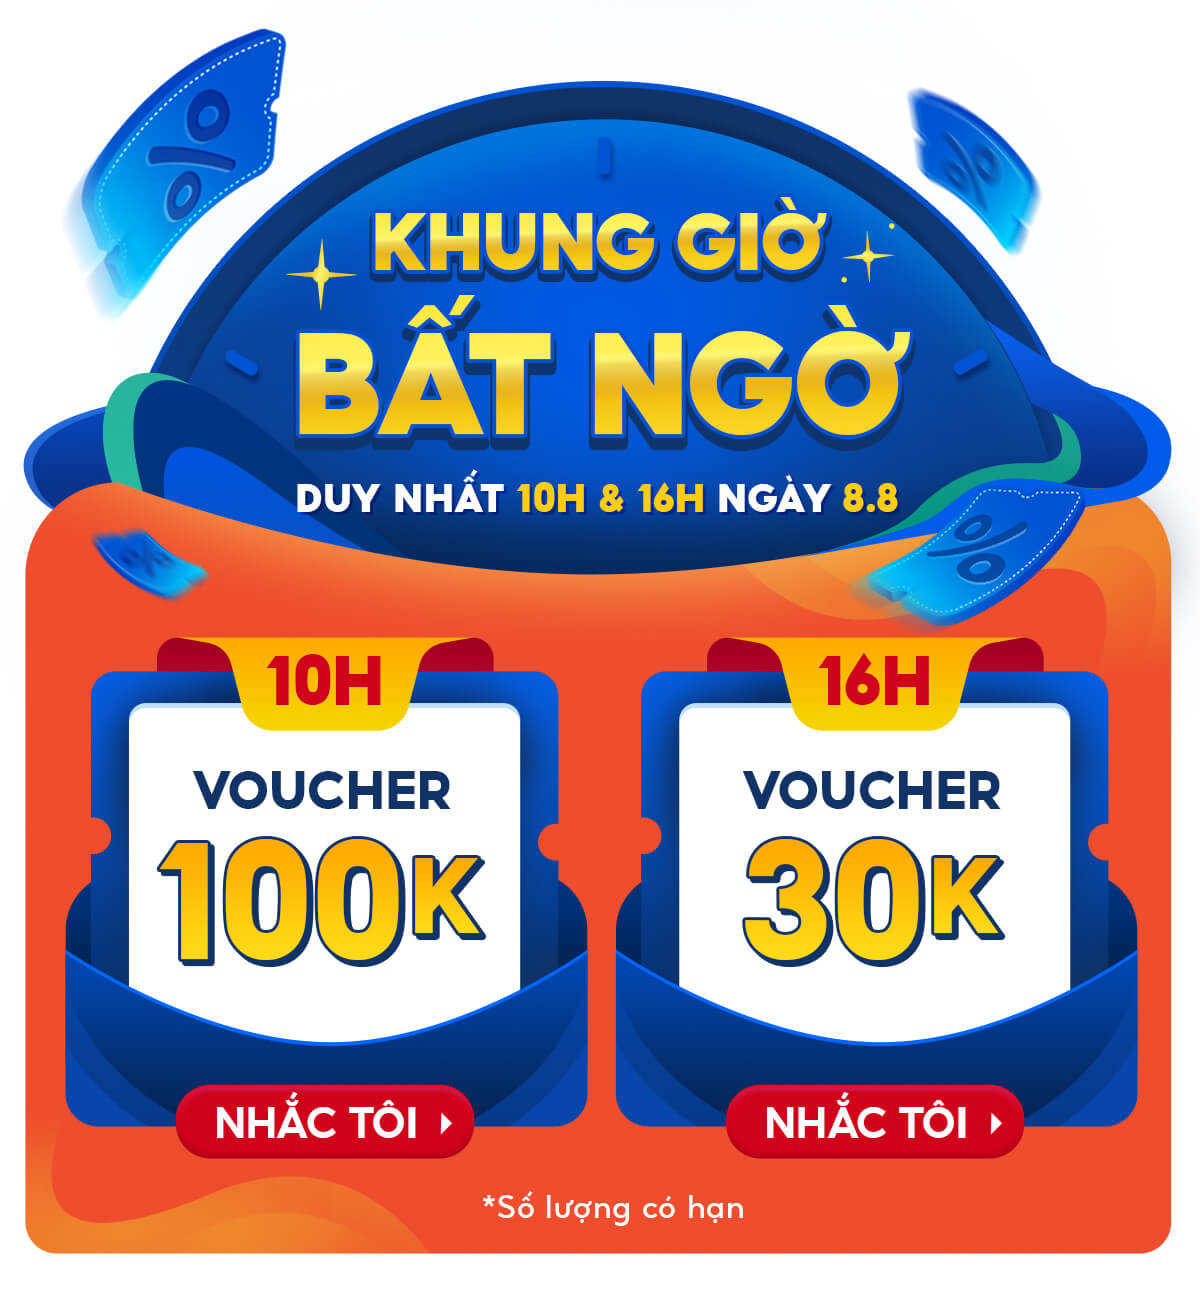 KHUNG GIỜ
BẤT NGỜ
DUY NHẤT 10H & 16H NGÀY 8.8
10H
VOUCHER
100K
NHẮC TÔI
16H
VOUCHER
30K
NHẮC TÔI
*Số lượng có hạn